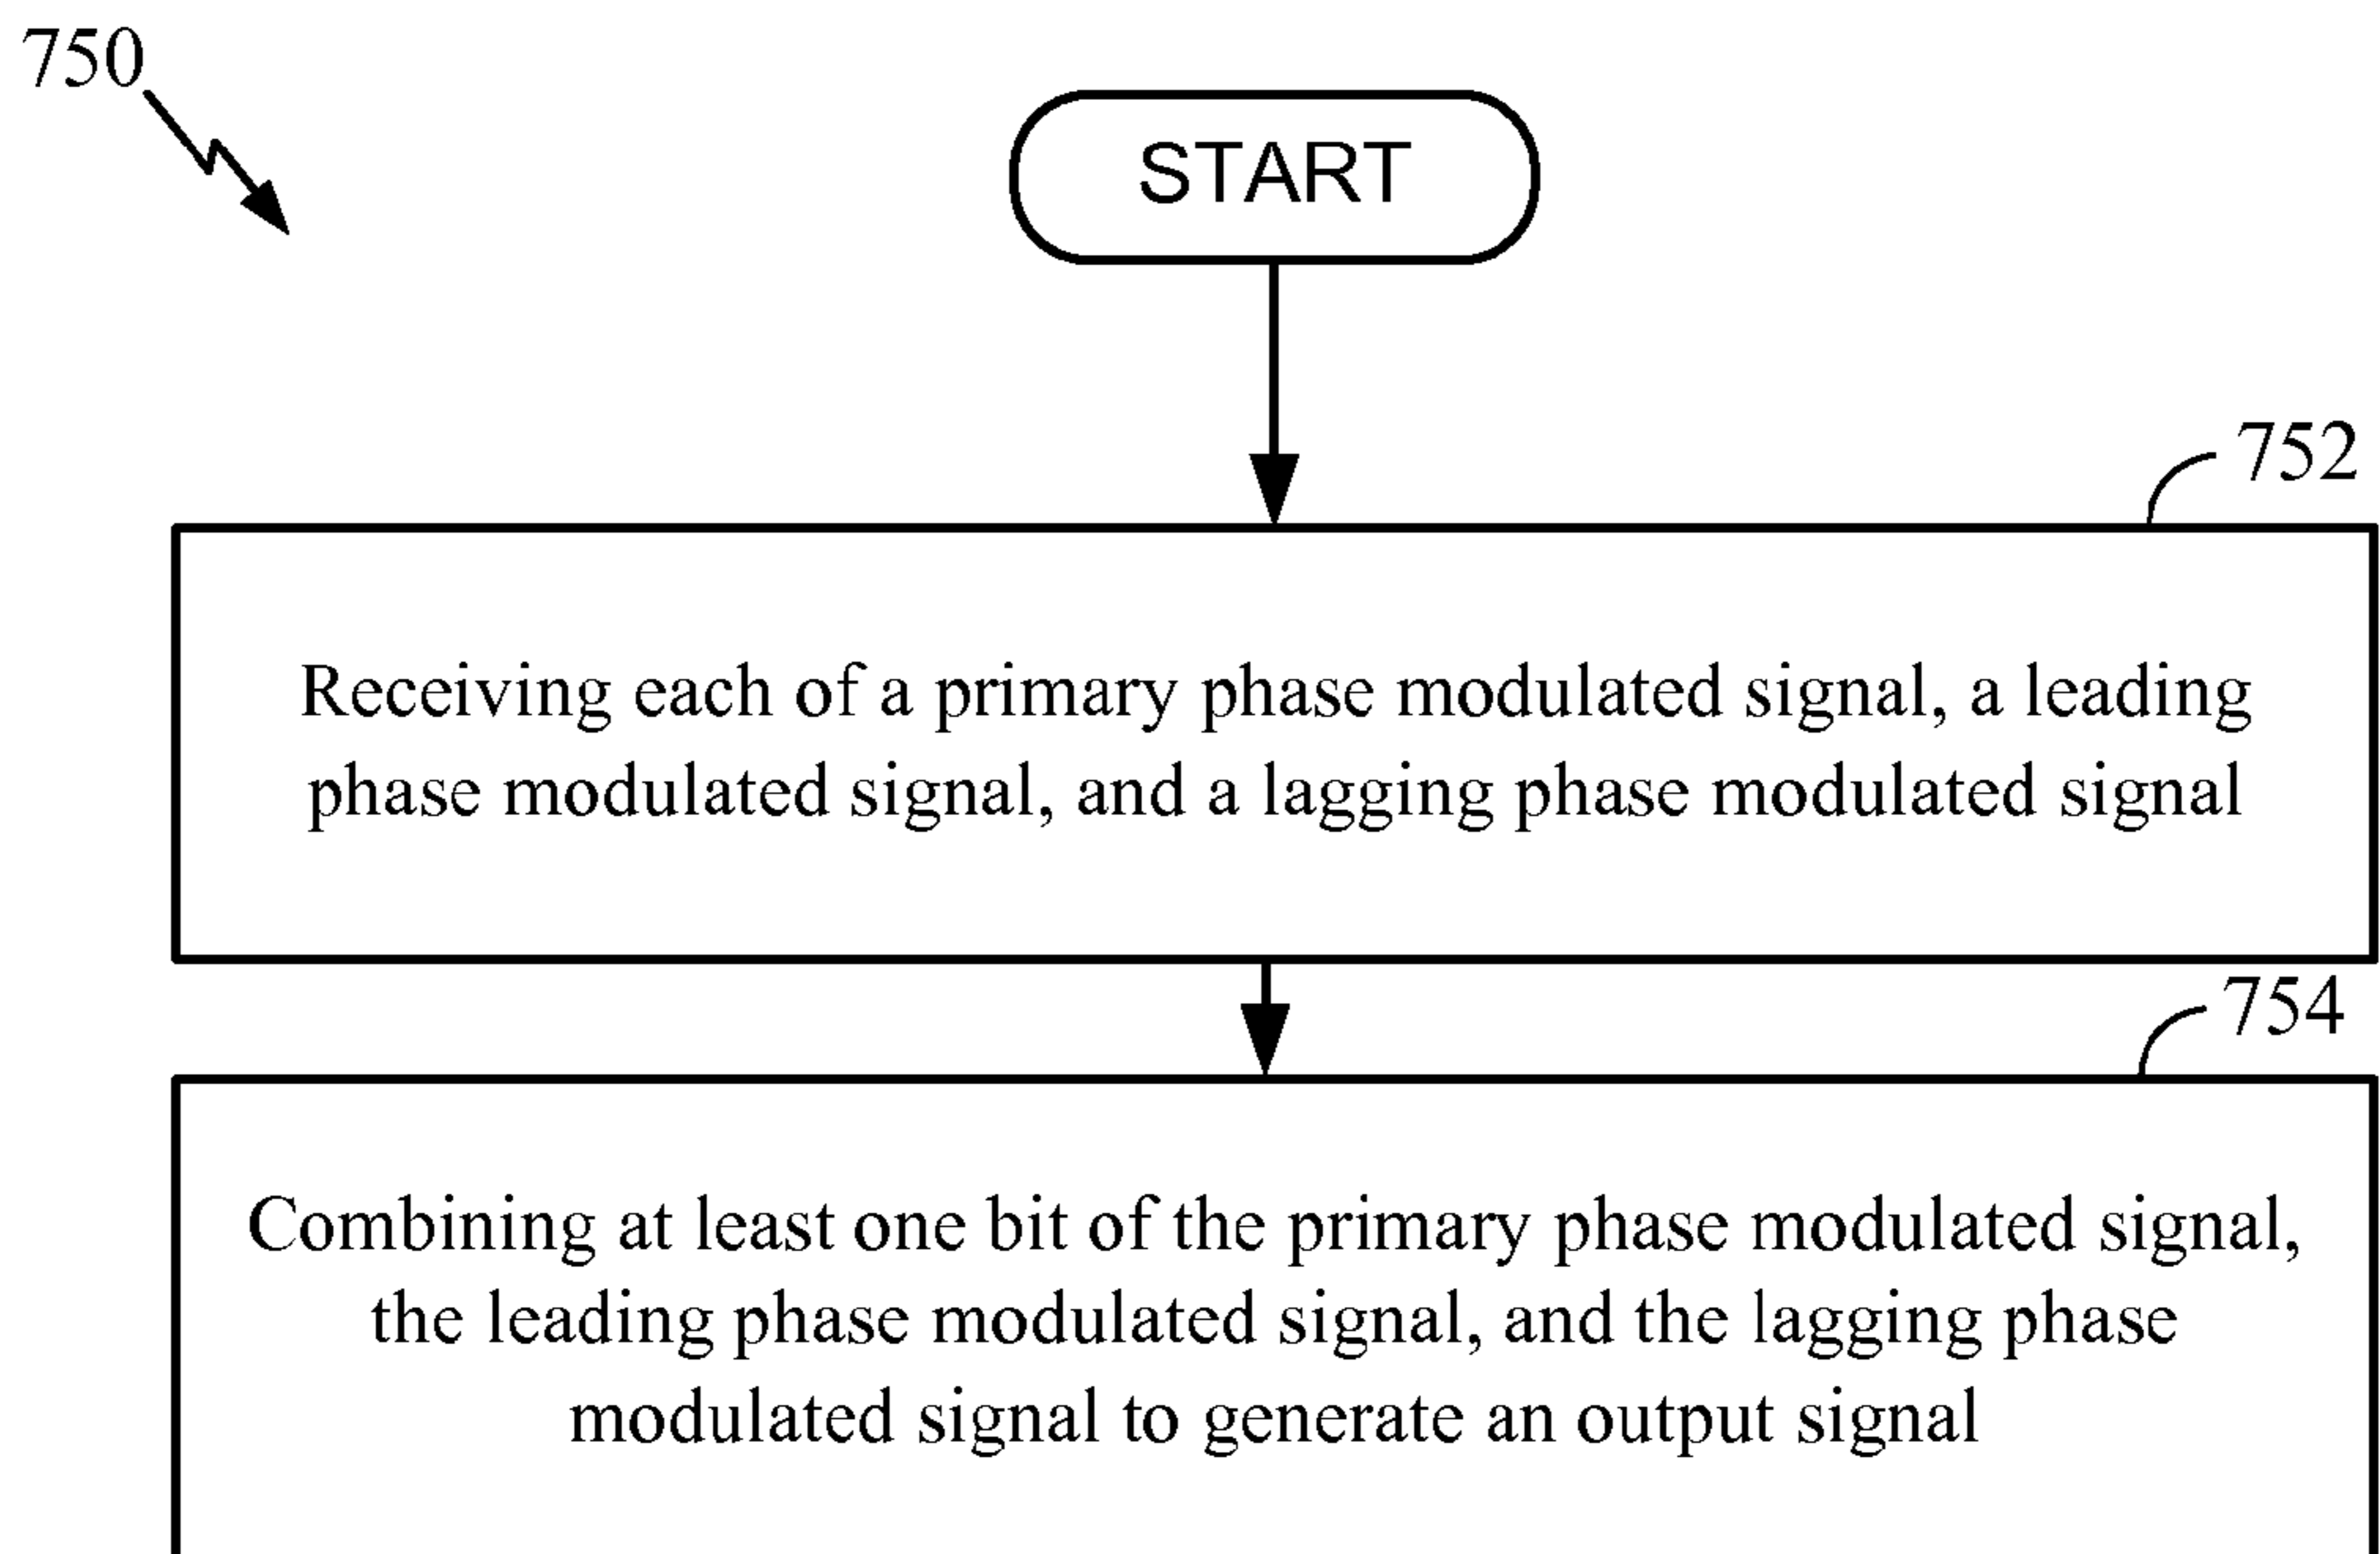 750
START
752
Receiving each of a primary phase modulated signal, a leading
phase modulated signal, and a lagging phase modulated signal
754
Combining at least one bit of the primary phase modulated signal,
the leading phase modulated signal, and the lagging phase
modulated signal to generate an output signal